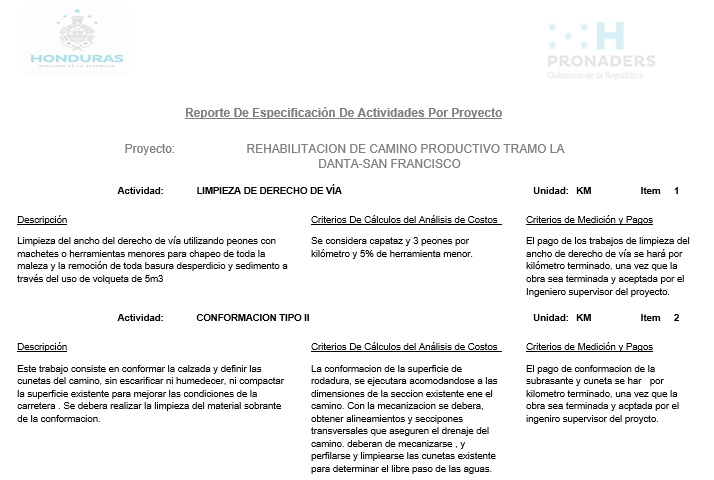 HONDURAS
GOBIERNO DE LA REPÚBLICA
H
PRONADERS
Gobierno de la República
Reporte De Especificación De Actividades Por Proyecto
Proyecto: REHABILITACION DE CAMINO PRODUCTIVO TRAMO LA
DANTA-SAN FRANCISCO
Actividad: LIMPIEZA DE DERECHO DE VÍA Unidad: KM Item 1
Descripción
Limpieza del ancho del derecho de vía utilizando peones con
machetes o herramientas menores para chapeo de toda la
maleza y la remoción de toda basura desperdicio y sedimento a
través del uso de volqueta de 5m3
Criterios De Cálculos del Análisis de Costos
Se considera capataz y 3 peones por
kilómetro y 5% de herramienta menor.
Criterios de Medición y Pagos
El pago de los trabajos de limpieza del
ancho de derecho de vía se hará por
kilómetro terminado, una vez que la
obra sea terminada y aceptada por el
Ingeniero supervisor del proyecto.
Actividad: CONFORMACION TIPO II Unidad: KM Item 2
Descripción
Este trabajo consiste en conformar la calzada y definir las
cunetas del camino, sin escarificar ni humedecer, ni compactar
la superficie existente para mejorar las condiciones de la
carretera . Se debera realizar la limpieza del material sobrante
de la conformacion.
Criterios De Cálculos del Análisis de Costos
La conformacion de la superficie de
rodadura, se ejecutara acomodandose a las
dimensiones de la seccion existente ene el
camino. Con la mecanizacion se debera,
obtener alineamientos y seccipones
transversales que aseguren el drenaje del
camino. deberan de mecanizarse , y
perfilarse y limpiearse las cunetas existente
para determinar el libre paso de las aguas.
Criterios de Medición y Pagos
El pago de conformacion de la
subrasante y cuneta se har por
kilometro terminado, una vez que la
obra sea terminada y acptada por el
ingeniro supervisor del proycto.